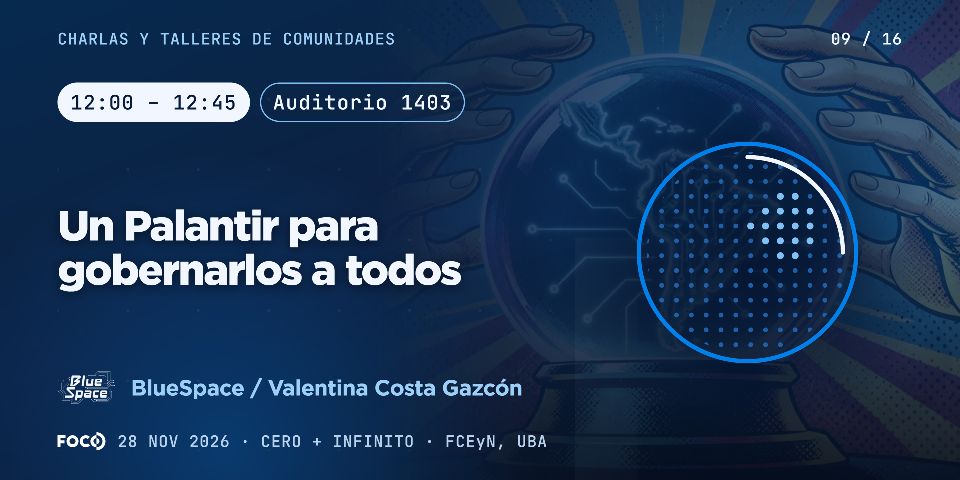 CHARLAS Y TALLERES DE COMUNIDADES
09 / 16
12:00 – 12:45
Auditorio 1403
Un Palantir para
gobernarlos a todos
Blue
Space
BlueSpace / Valentina Costa Gazcón
FOCO 28 NOV 2026 · CERO + INFINITO · FCEyN, UBA